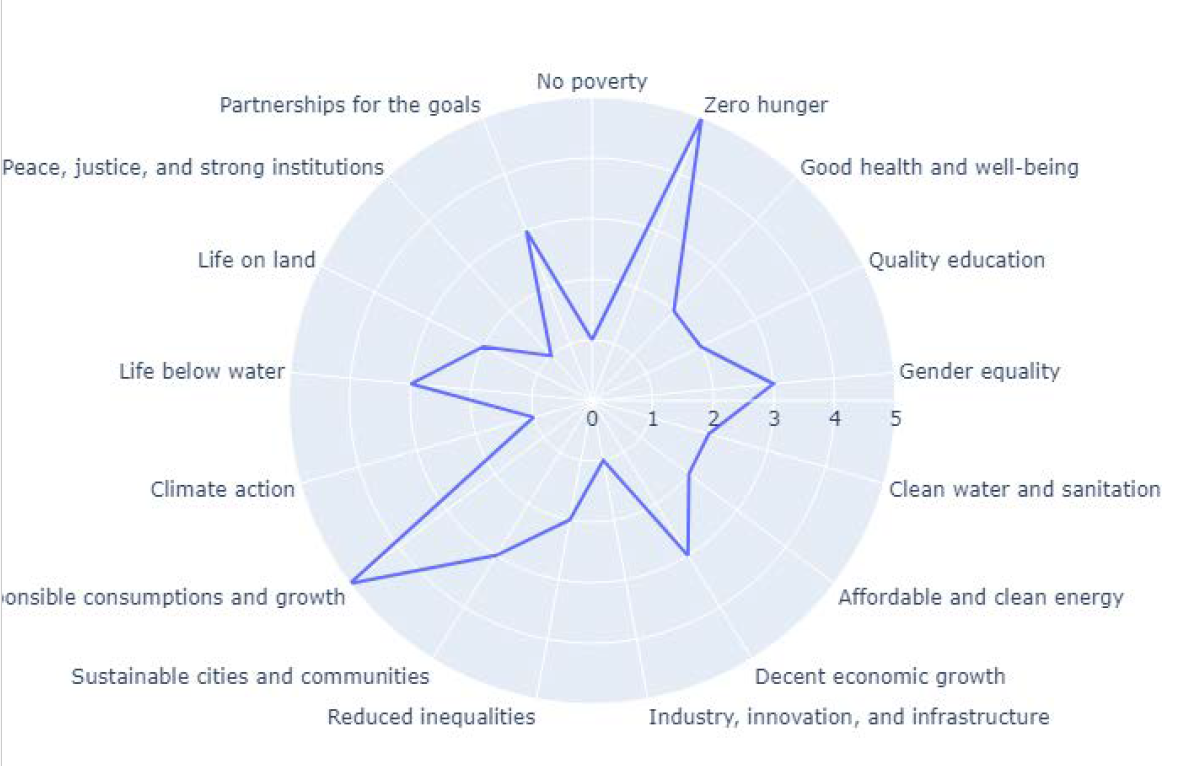 No poverty
Partnerships for the goals
Zero hunger
Peace, justice, and strong institutions
Good health and well-being
Life on land
Quality education
Life below water
Gender equality
0 1 2 3 4 5
Climate action
Clean water and sanitation
onsible consumptions and growth
Affordable and clean energy
Sustainable cities and communities
Decent economic growth
Reduced inequalities
Industry, innovation, and infrastructure